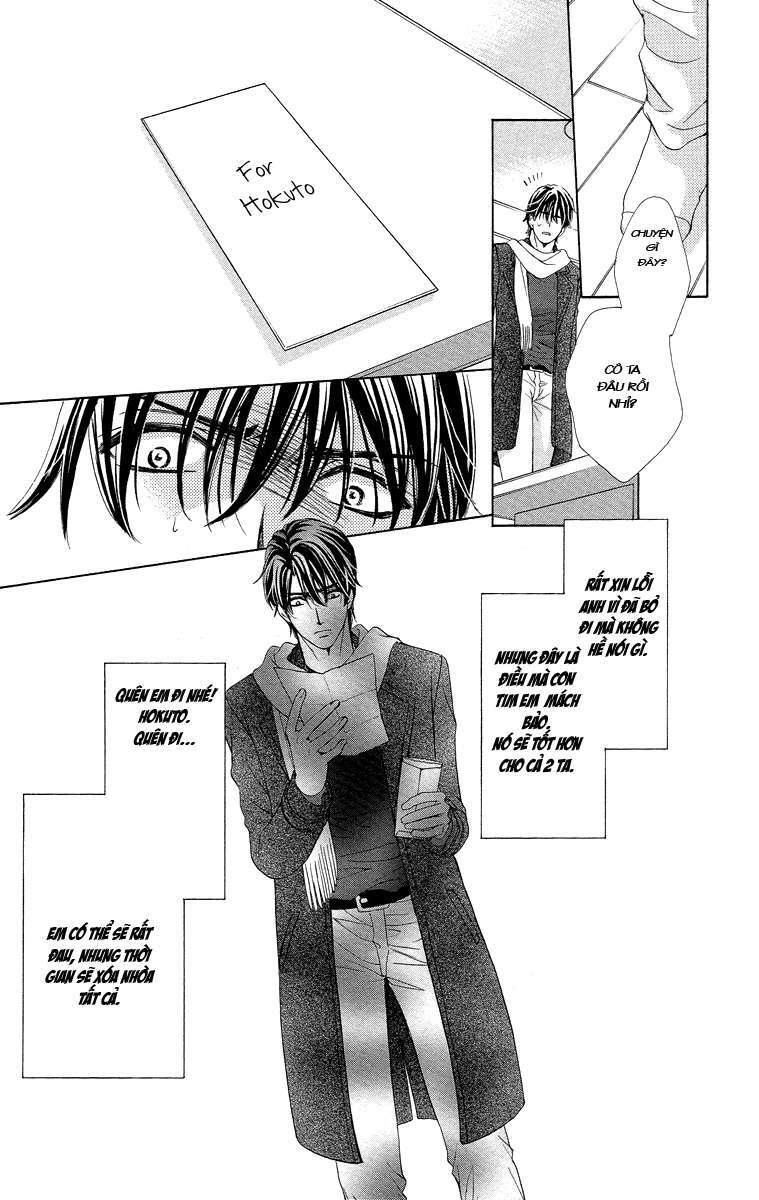 CHUYỆN
GÌ
ĐÂY?
CÔ TA
ĐÂU RỒI
NHỈ?
For
Hokuto
RẤT XIN LỖI
ANH VÌ ĐÃ BỎ
ĐI MÀ KHÔNG
HỀ NÓI GÌ.
NHƯNG ĐÂY LÀ
ĐIỀU MÀ CON
TIM EM MÁCH
BẢO.
NÓ SẼ TỐT HƠN
CHO CẢ 2 TA.
QUÊN EM ĐI NHÉ!
HOKUTO.
QUÊN ĐI...
EM CÓ THỂ SẼ RẤT
ĐAU, NHƯNG THỜI
GIAN SẼ XÓA NHÒA
TẤT CẢ.